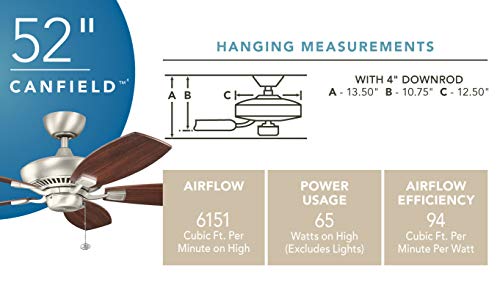 52"
CANFIELD™
HANGING MEASUREMENTS
A B C
WITH 4" DOWNROD
A - 13.50" B - 10.75" C - 12.50"
AIRFLOW
6151
Cubic Ft. Per
Minute on High
POWER
USAGE
65
Watts on High
(Excludes Lights)
AIRFLOW
EFFICIENCY
94
Cubic Ft. Per
Minute Per Watt